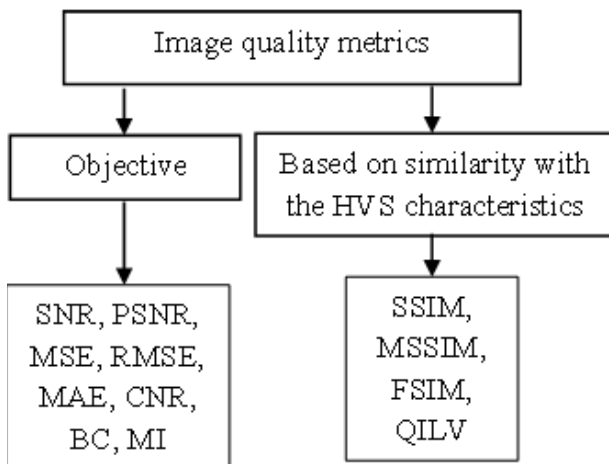 Image quality metrics
Objective
Based on similarity with
the HVS characteristics
SNR, PSNR,
MSE, RMSE,
MAE, CNR,
BC, MI
SSIM,
MSSIM,
FSIM,
QILV